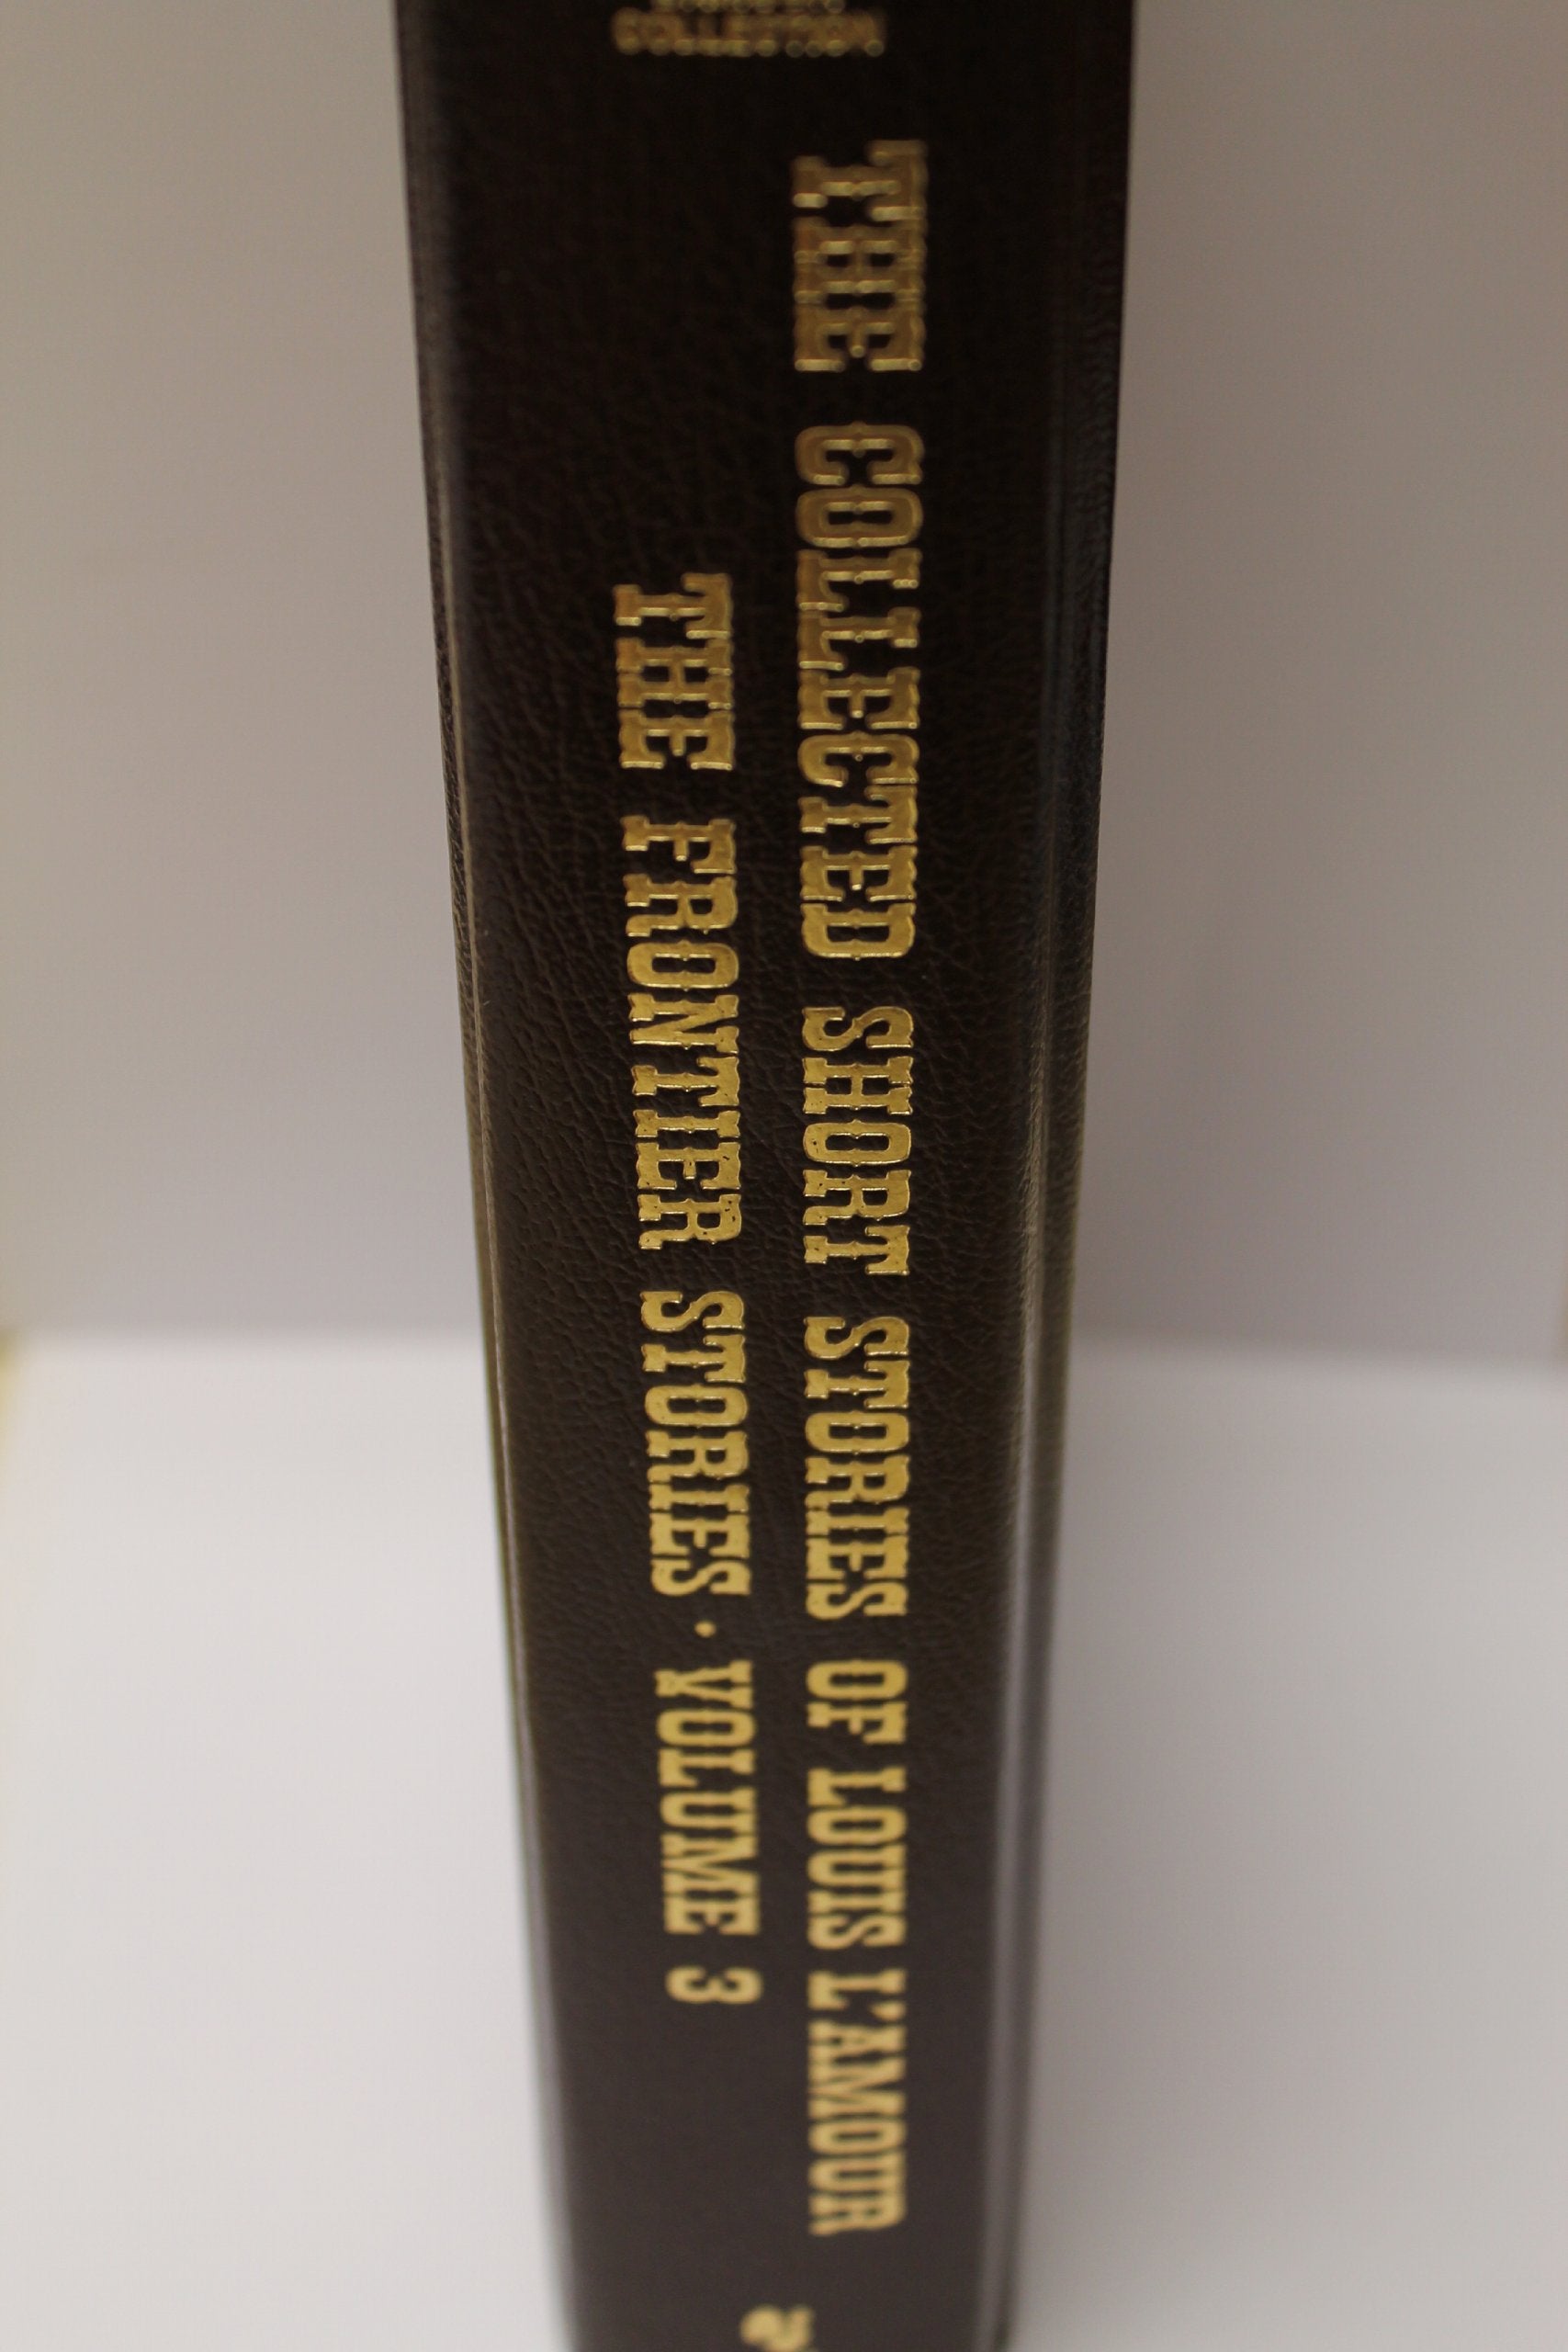 COLLECTION
THE COLLECTED SHORT STORIES OF LOUIS L'AMOUR
THE FRONTIER STORIES · VOLUME 3